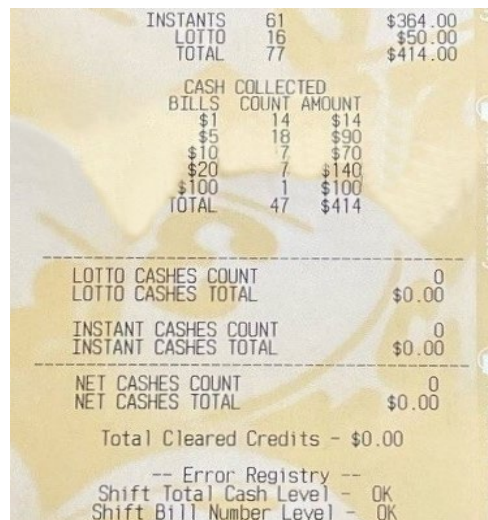 INSTANTS 61 $364.00
LOTTO 16 $50.00
TOTAL 77 $414.00
CASH COLLECTED
BILLS COUNT AMOUNT
$1 14 $14
$5 18 $90
$10 7 $70
$20 7 $140
$100 1 $100
TOTAL 47 $414
LOTTO CASHES COUNT 0
LOTTO CASHES TOTAL $0.00
INSTANT CASHES COUNT 0
INSTANT CASHES TOTAL $0.00
NET CASHES COUNT 0
NET CASHES TOTAL $0.00
Total Cleared Credits - $0.00
-- Error Registry --
Shift Total Cash Level - OK
Shift Bill Number Level - OK